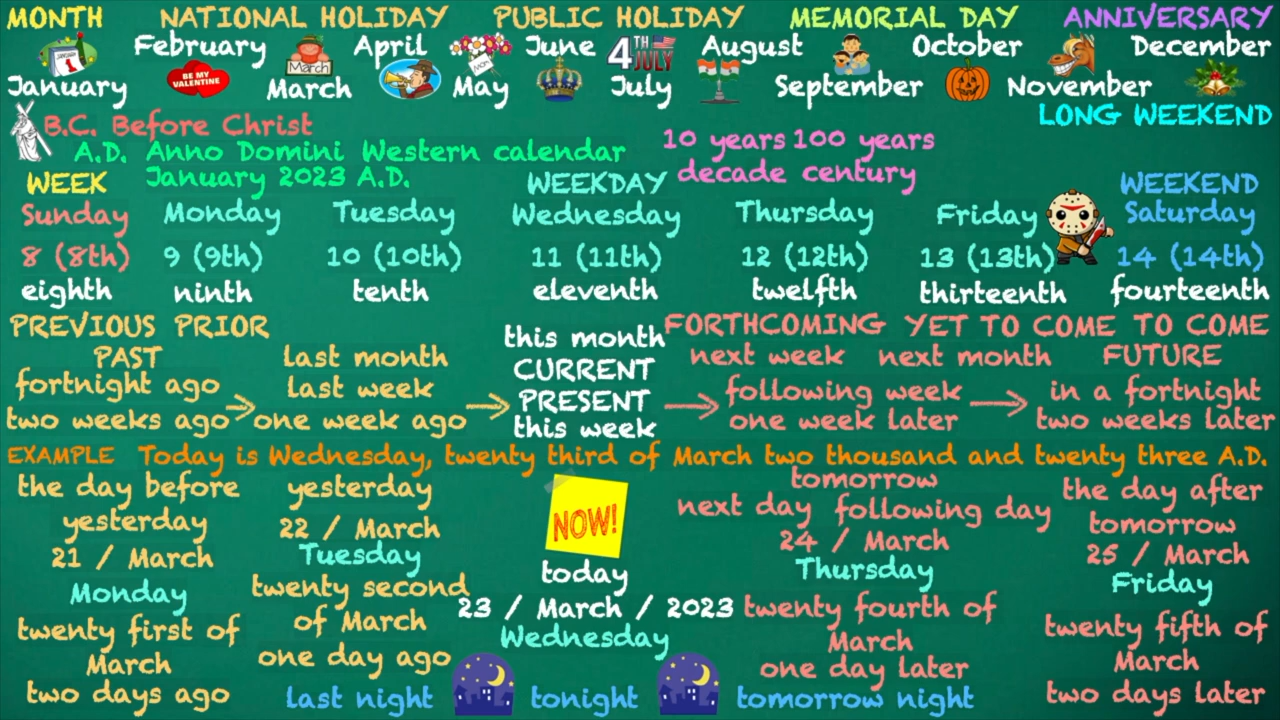 MONTH NATIONAL HOLIDAY PUBLIC HOLIDAY MEMORIAL DAY ANNIVERSARY
January February March April May June July August September October November December
JANUARY 1
BE MY VALENTINE
March
MOM
4TH JULY
LONG WEEKEND
B.C. Before Christ
A.D. Anno Domini Western calendar
January 2023 A.D.
10 years 100 years
decade century
WEEK WEEKDAY WEEKEND
Sunday Monday Tuesday Wednesday Thursday Friday Saturday
8 (8th) 9 (9th) 10 (10th) 11 (11th) 12 (12th) 13 (13th) 14 (14th)
eighth ninth tenth eleventh twelfth thirteenth fourteenth
PREVIOUS PRIOR
PAST
fortnight ago
two weeks ago
last month
last week
one week ago
this month
CURRENT
PRESENT
this week
FORTHCOMING YET TO COME TO COME
next week next month FUTURE
following week
one week later
in a fortnight
two weeks later
EXAMPLE Today is Wednesday, twenty third of March two thousand and twenty three A.D.
the day before
yesterday
21 / March
Monday
twenty first of
March
two days ago
yesterday
22 / March
Tuesday
twenty second
of March
one day ago
NOW!
today
23 / March / 2023
Wednesday
tomorrow
next day following day
24 / March
Thursday
twenty fourth of
March
one day later
the day after
tomorrow
25 / March
Friday
twenty fifth of
March
two days later
last night tonight tomorrow night